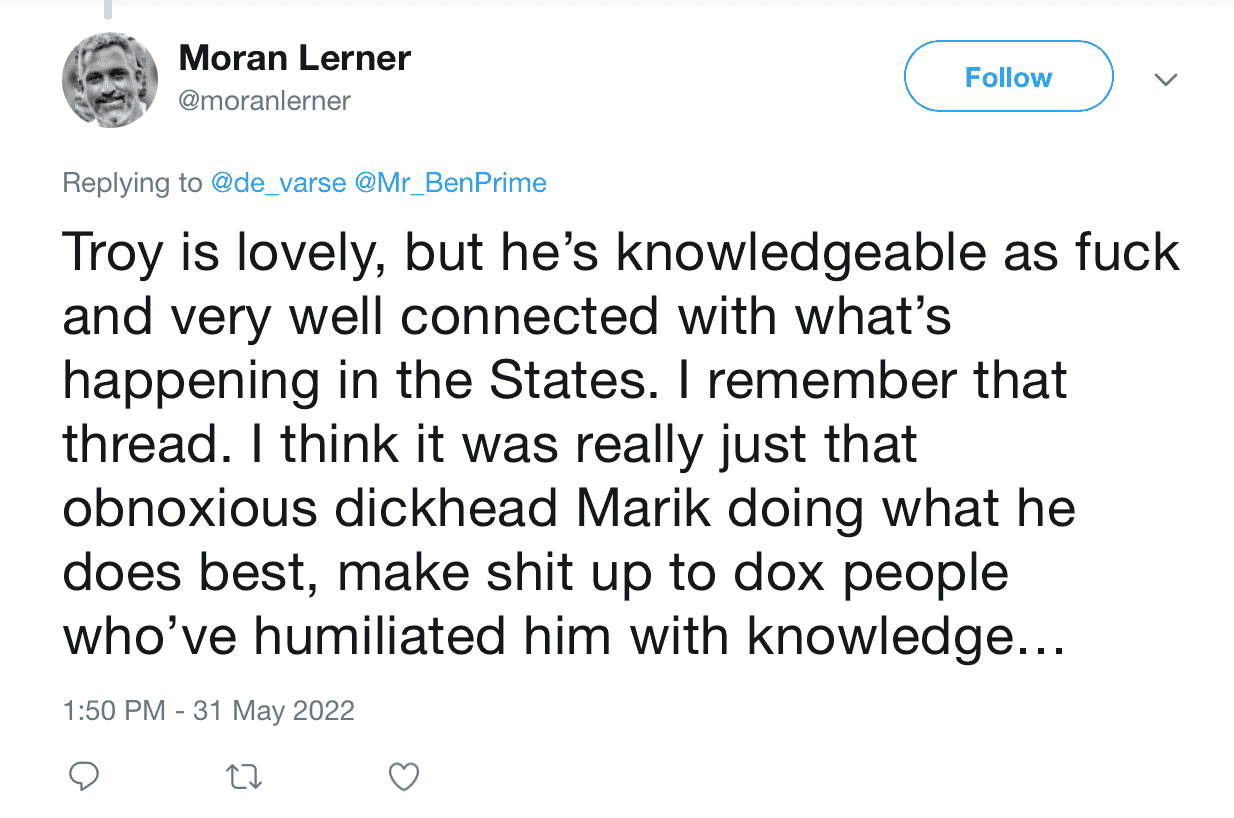 Moran Lerner
@moranlerner
Follow
Replying to @de_varse @Mr_BenPrime
Troy is lovely, but he’s knowledgeable as fuck
and very well connected with what’s
happening in the States. I remember that
thread. I think it was really just that
obnoxious dickhead Marik doing what he
does best, make shit up to dox people
who’ve humiliated him with knowledge…
1:50 PM - 31 May 2022